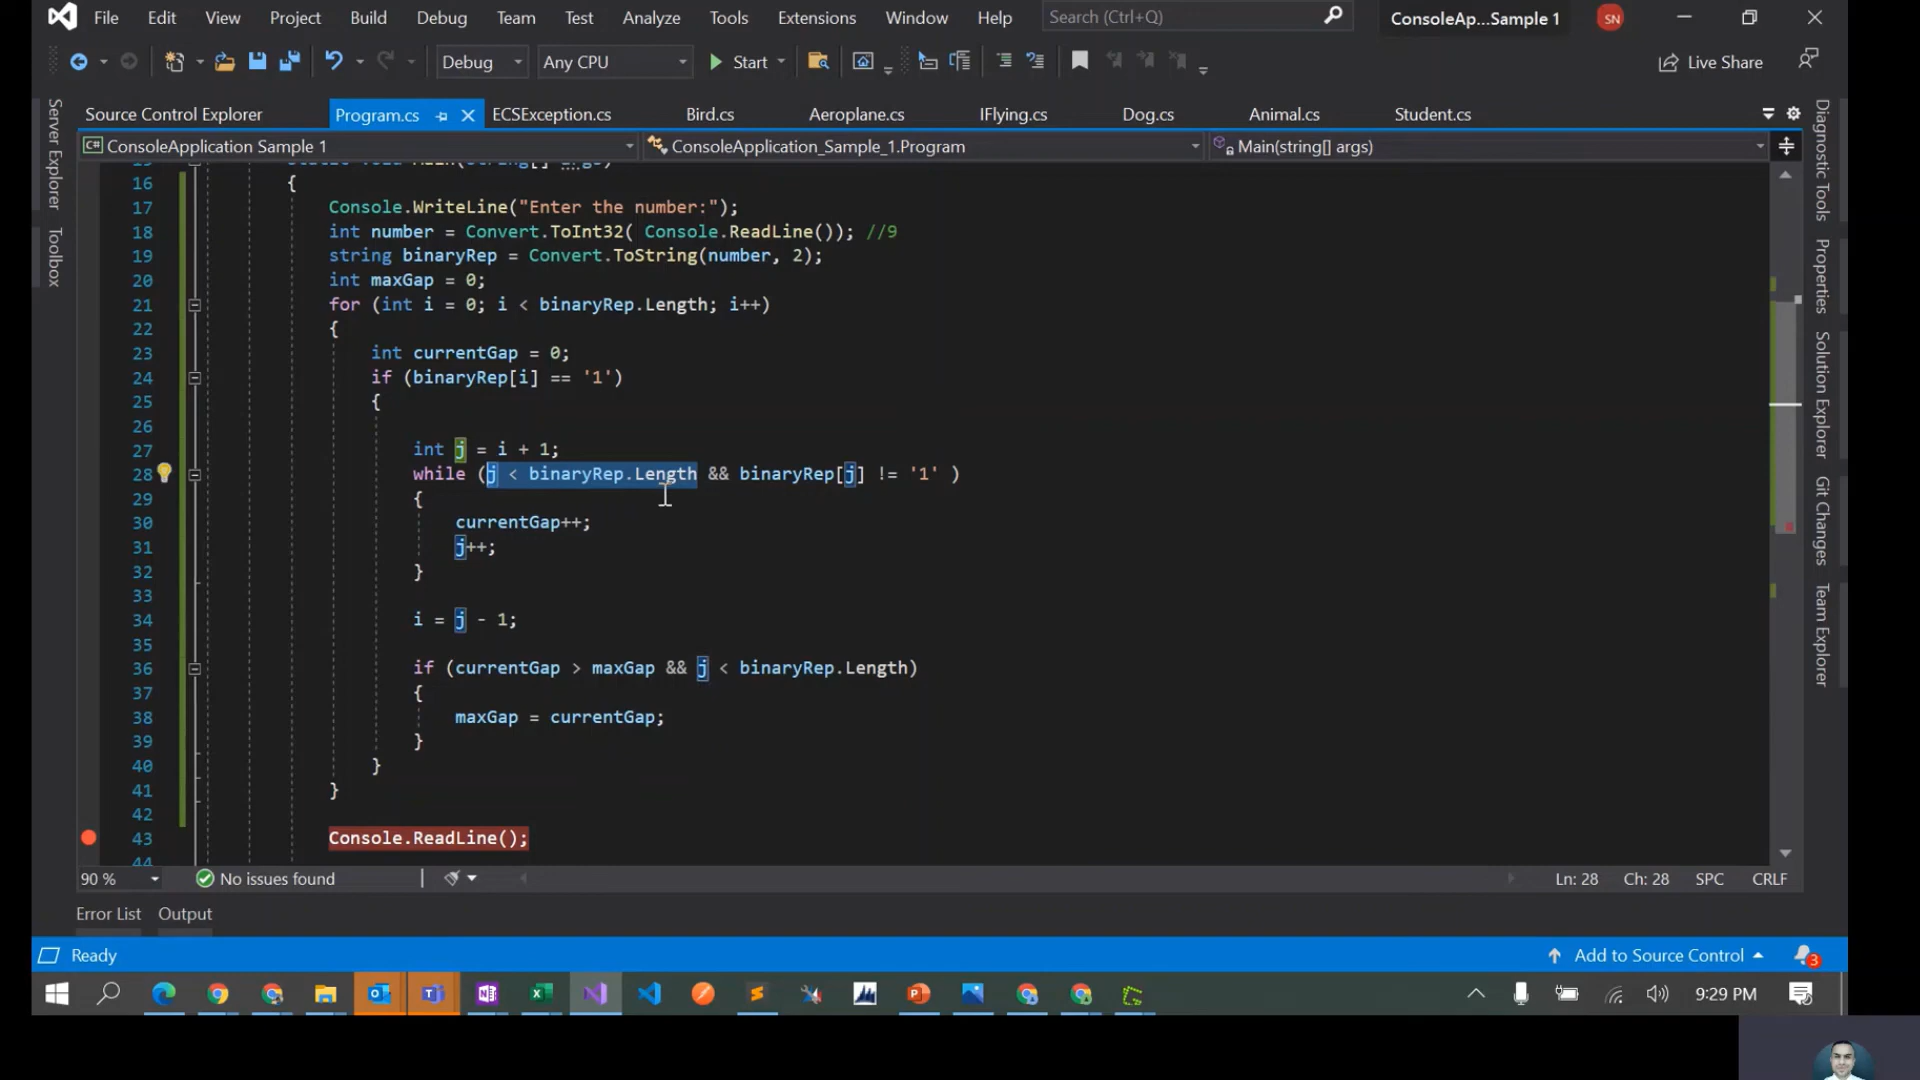 File Edit View Project Build Debug Team Test Analyze Tools Extensions Window Help Search (Ctrl+Q) ConsoleAp...Sample 1 SN
Debug Any CPU Start Live Share
Source Control Explorer Program.cs ECSException.cs Bird.cs Aeroplane.cs IFlying.cs Dog.cs Animal.cs Student.cs
C# ConsoleApplication Sample 1 ConsoleApplication_Sample_1.Program Main(string[] args)
Server Explorer
Toolbox
16 {
17 Console.WriteLine("Enter the number:");
18 int number = Convert.ToInt32( Console.ReadLine()); //9
19 string binaryRep = Convert.ToString(number, 2);
20 int maxGap = 0;
21 for (int i = 0; i < binaryRep.Length; i++)
22 {
23 int currentGap = 0;
24 if (binaryRep[i] == '1')
25 {
26
27 int j = i + 1;
28 while (j < binaryRep.Length && binaryRep[j] != '1' )
29 {
30 currentGap++;
31 j++;
32 }
33
34 i = j - 1;
35
36 if (currentGap > maxGap && j < binaryRep.Length)
37 {
38 maxGap = currentGap;
39 }
40 }
41 }
42
43 Console.ReadLine();
44
Diagnostic Tools
Properties
Solution Explorer
Git Changes
Team Explorer
90 % No issues found Ln: 28 Ch: 28 SPC CRLF
Error List Output
Ready Add to Source Control 3
9:29 PM